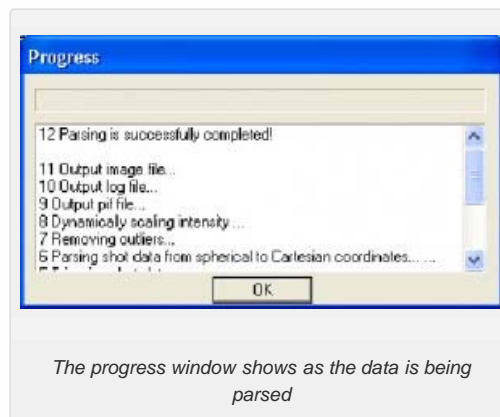 Progress
12 Parsing is successfully completed!
11 Output image file...
10 Output log file...
9 Output pif file...
8 Dynamically scaling intensity ...
7 Removing outliers...
6 Parsing shot data from spherical to Cartesian coordinates... ...
OK
The progress window shows as the data is being
parsed